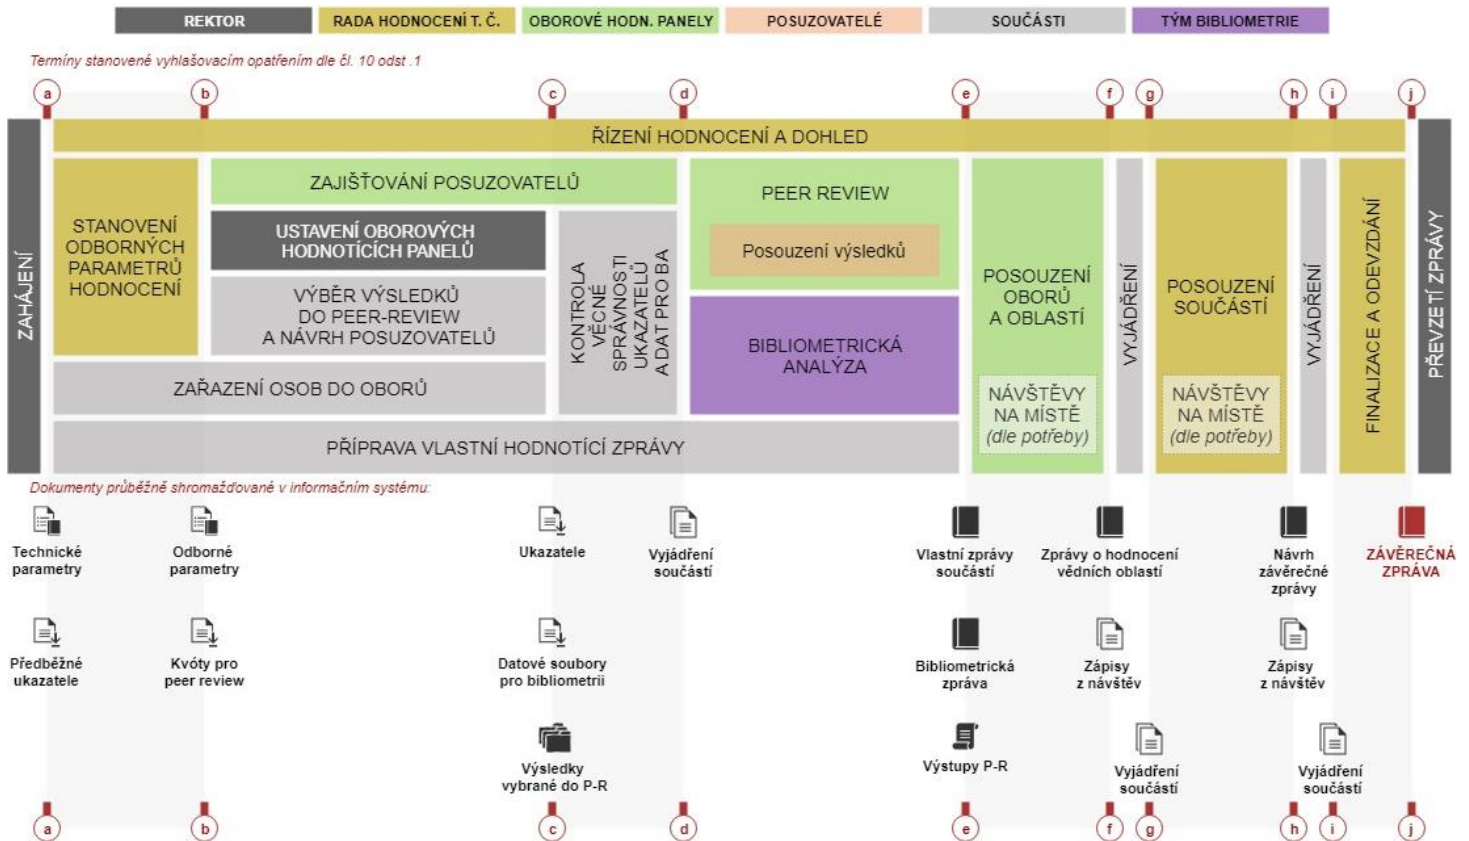 REKTOR
RADA HODNOCENÍ T. Č.
OBOROVÉ HODN. PANELY
POSUZOVATELÉ
SOUČÁSTI
TÝM BIBLIOMETRIE
Termíny stanovené vyhlašovacím opatřením dle čl. 10 odst .1
a
b
c
d
e
f
g
h
i
j
ZAHÁJENÍ
ŘÍZENÍ HODNOCENÍ A DOHLED
STANOVENÍ
ODBORNÝCH
PARAMETRŮ
HODNOCENÍ
ZAJIŠŤOVÁNÍ POSUZOVATELŮ
USTAVENÍ OBOROVÝCH
HODNOTÍCÍCH PANELŮ
VÝBĚR VÝSLEDKŮ
DO PEER-REVIEW
A NÁVRH POSUZOVATELŮ
ZAŘAZENÍ OSOB DO OBORŮ
KONTROLA
VĚCNÉ
SPRÁVNOSTI
UKAZATELŮ
A DAT PRO BA
PEER REVIEW
Posouzení výsledků
BIBLIOMETRICKÁ
ANALÝZA
PŘÍPRAVA VLASTNÍ HODNOTÍCÍ ZPRÁVY
POSOUZENÍ
OBORŮ
A OBLASTÍ
NÁVŠTĚVY
NA MÍSTĚ
(dle potřeby)
VYJÁDŘENÍ
POSOUZENÍ
SOUČÁSTÍ
NÁVŠTĚVY
NA MÍSTĚ
(dle potřeby)
VYJÁDŘENÍ
FINALIZACE A ODEVZDÁNÍ
PŘEVZETÍ ZPRÁVY
Dokumenty průběžně shromažďované v informačním systému:
Technické
parametry
Odborné
parametry
Ukazatele
Vyjádření
součástí
Vlastní zprávy
součástí
Zprávy o hodnocení
vědních oblastí
Návrh
závěrečné
zprávy
ZÁVĚREČNÁ
ZPRÁVA
Předběžné
ukazatele
Kvóty pro
peer review
Datové soubory
pro bibliometrii
Bibliometrická
zpráva
Zápisy
z návštěv
Zápisy
z návštěv
Výsledky
vybrané do P-R
Výstupy P-R
Vyjádření
součástí
Vyjádření
součástí
a
b
c
d
e
f
g
h
i
j